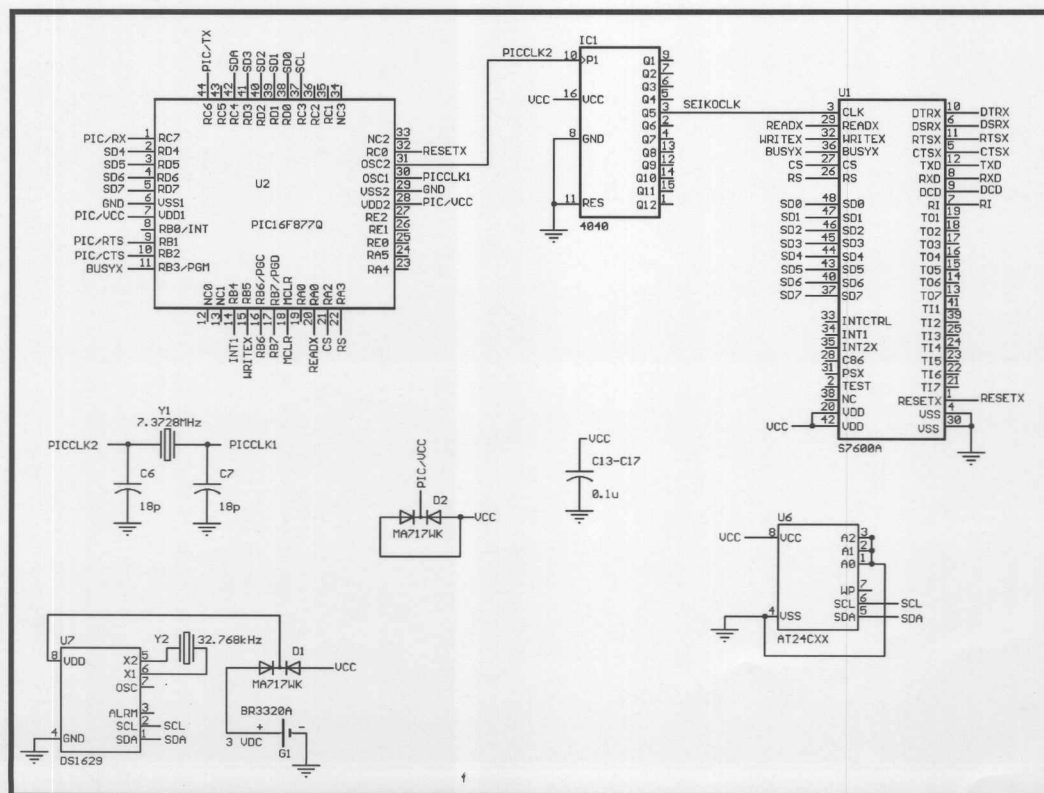 PIC/TX
SDA
SD3
SD2
SD1
SD0
SCL
44
43
42
41
40
39
38
37
36
35
34
RC6
RC5
RC4
RD3
RD2
RD1
RD0
RC3
RC2
RC1
NC3
PIC/RX 1 RC7
SD4 2 RD4
SD5 3 RD5
SD6 4 RD6
SD7 5 RD7
GND 6 VSS1
PIC/VCC 7 VDD1
8 RB0/INT
PIC/RTS 9 RB1
PIC/CTS 10 RB2
BUSYX 11 RB3/PGM
U2
PIC16F877Q
NC2 33
RC0 32 RESETX
OSC2 31
OSC1 30 PICCLK1
VSS2 29 GND
VDD2 28 PIC/VCC
RE2 27
RE1 26
RE0 25
RA5 24
RA4 23
NC0
NC1
RB4
RB5
RB6/PGC
RB7/PGD
MCLR
RA0
RA0
RA2
RA3
12
13
14
15
16
17
18
19
20
21
22
INT1
WRITEX
RB6
RB7
MCLR
READX
CS
RS
IC1
PICCLK2 10 P1
VCC 16 VCC
8 GND
11 RES
Q1 9
Q2 7
Q3 6
Q4 5
Q5 3 SEIKOCLK
Q6 2
Q7 4
Q8 13
Q9 12
Q10 14
Q11 15
Q12 1
4040
U1
3 CLK
READX 29 READX
WRITEX 32 WRITEX
BUSYX 36 BUSYX
CS 27 CS
RS 26 RS
SD0 48 SD0
SD1 47 SD1
SD2 46 SD2
SD3 45 SD3
SD4 44 SD4
SD5 43 SD5
SD6 40 SD6
SD7 37 SD7
33 INTCTRL
34 INT1
35 INT2X
28 C86
31 PSX
2 TEST
38 NC
20 VDD
VCC 42 VDD
DTRX 10 DTRX
DSRX 6 DSRX
RTSX 11 RTSX
CTSX 5 CTSX
TXD 12 TXD
RXD 8 RXD
DCD 9 DCD
RI 7 RI
TO1 19
TO2 18
TO3 17
TO4 16
TO5 15
TO6 14
TO7 13
TI1 41
TI2 39
TI3 25
TI4 24
TI5 23
TI6 22
TI7 21
RESETX 1 RESETX
VSS 4
VSS 30
S7600A
Y1
7.3728MHz
PICCLK2 PICCLK1
C6
18p
C7
18p
PIC/VCC
D2
VCC
MA717WK
VCC
C13-C17
0.1u
U6
VCC 8 VCC
4 VSS
A2 3
A1 2
A0 1
WP 7
SCL 6 SCL
SDA 5 SDA
AT24CXX
U7
8 VDD
4 GND
X2 5
X1 6
OSC 7
ALRM 3
SCL 2 SCL
SDA 1 SDA
DS1629
Y2 32.768kHz
D1
VCC
MA717WK
BR3320A
+ -
3 VDC G1